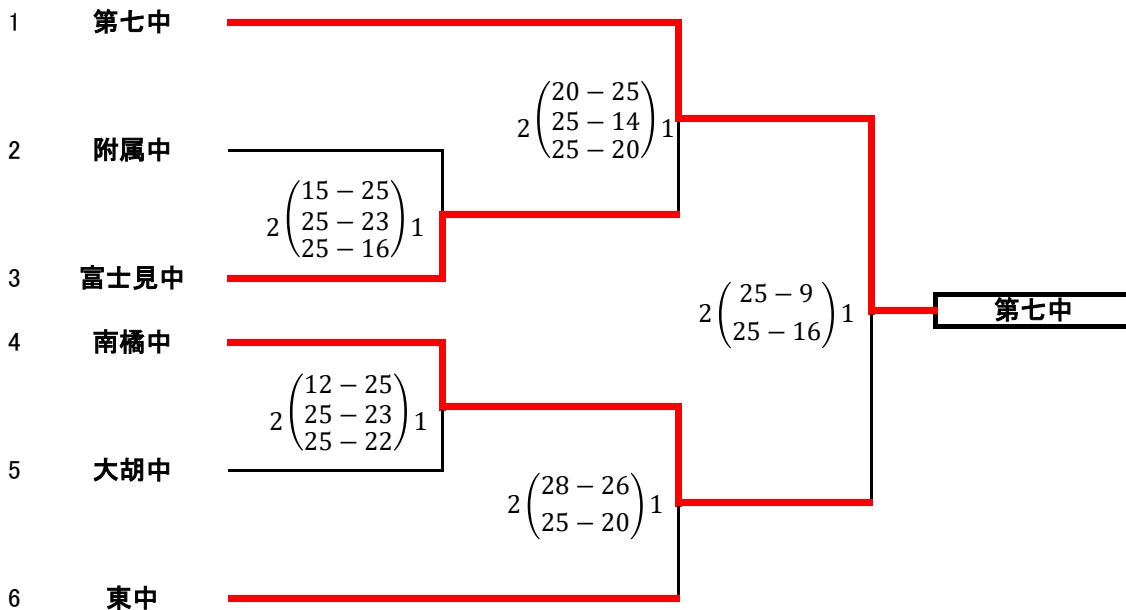 1 第七中
2 (20 − 25
25 − 14
25 − 20) 1
2 附属中
2 (15 − 25
25 − 23
25 − 16) 1
3 富士見中
2 (25 − 9
25 − 16) 1
第七中
4 南橘中
2 (12 − 25
25 − 23
25 − 22) 1
5 大胡中
2 (28 − 26
25 − 20) 1
6 東中